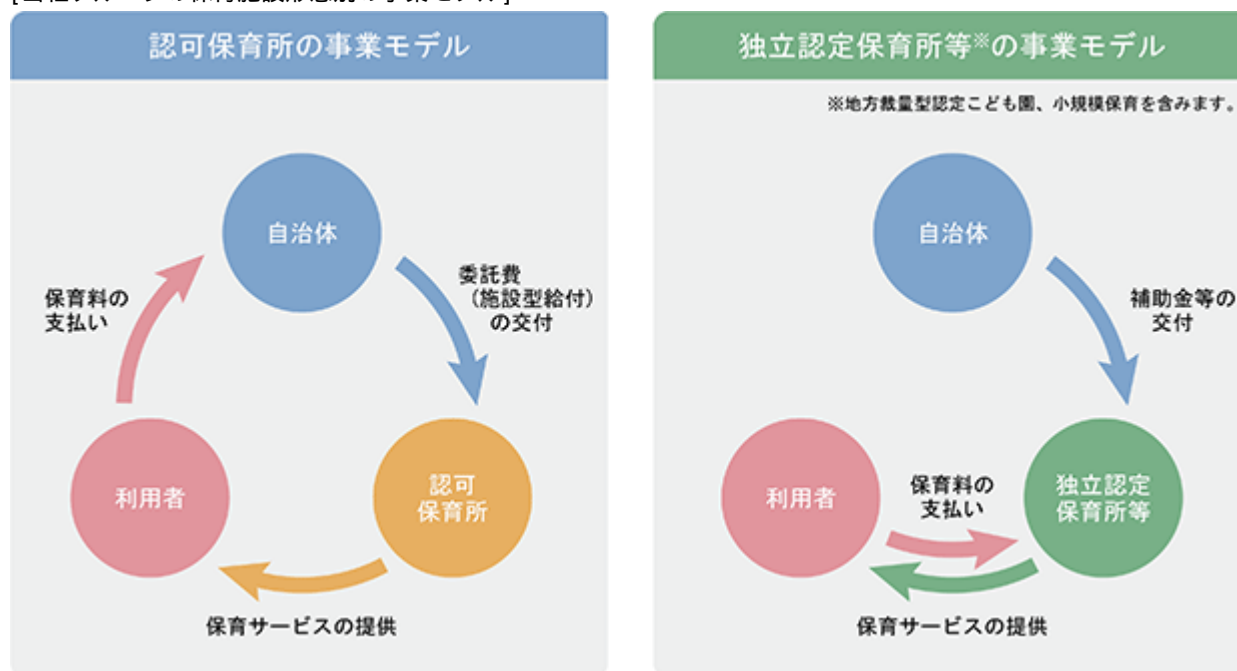 認可保育所の事業モデル
自治体
保育料の
支払い
委託費
(施設型給付)
の交付
利用者
認可
保育所
保育サービスの提供
独立認定保育所等※の事業モデル
※地方裁量型認定こども園、小規模保育を含みます。
自治体
補助金等の
交付
利用者
保育料の
支払い
独立認定
保育所等
保育サービスの提供